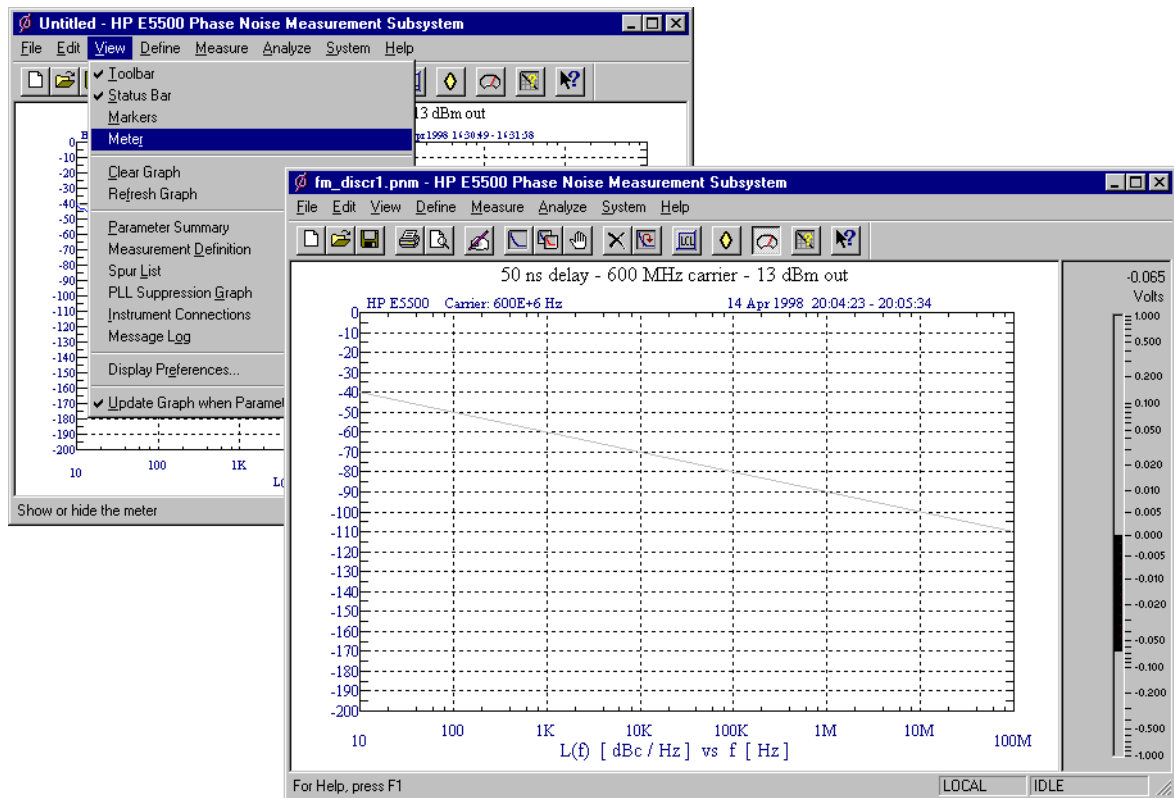 Untitled - HP E5500 Phase Noise Measurement Subsystem
File Edit View Define Measure Analyze System Help
Toolbar
Status Bar
Markers
Meter
Clear Graph
Refresh Graph
Parameter Summary
Measurement Definition
Spur List
PLL Suppression Graph
Instrument Connections
Message Log
Display Preferences...
Update Graph when Paramet
13 dBm out
1998 16:30:49 - 16:31:38
0
-10
-20
-30
-40
-50
-60
-70
-80
-90
-100
-110
-120
-130
-140
-150
-160
-170
-180
-190
-200
10 100 1K
Show or hide the meter
fm_discr1.pnm - HP E5500 Phase Noise Measurement Subsystem
File Edit View Define Measure Analyze System Help
LCL
50 ns delay - 600 MHz carrier - 13 dBm out
HP E5500 Carrier: 600E+6 Hz 14 Apr 1998 20:04:23 - 20:05:34
0
-10
-20
-30
-40
-50
-60
-70
-80
-90
-100
-110
-120
-130
-140
-150
-160
-170
-180
-190
-200
10 100 1K 10K 100K 1M 10M 100M
L(f) [ dBc / Hz ] vs f [ Hz ]
-0.065
Volts
1.000
0.500
0.200
0.100
0.050
0.020
0.010
0.005
0.000
-0.005
-0.010
-0.020
-0.050
-0.100
-0.200
-0.500
-1.000
For Help, press F1
LOCAL IDLE